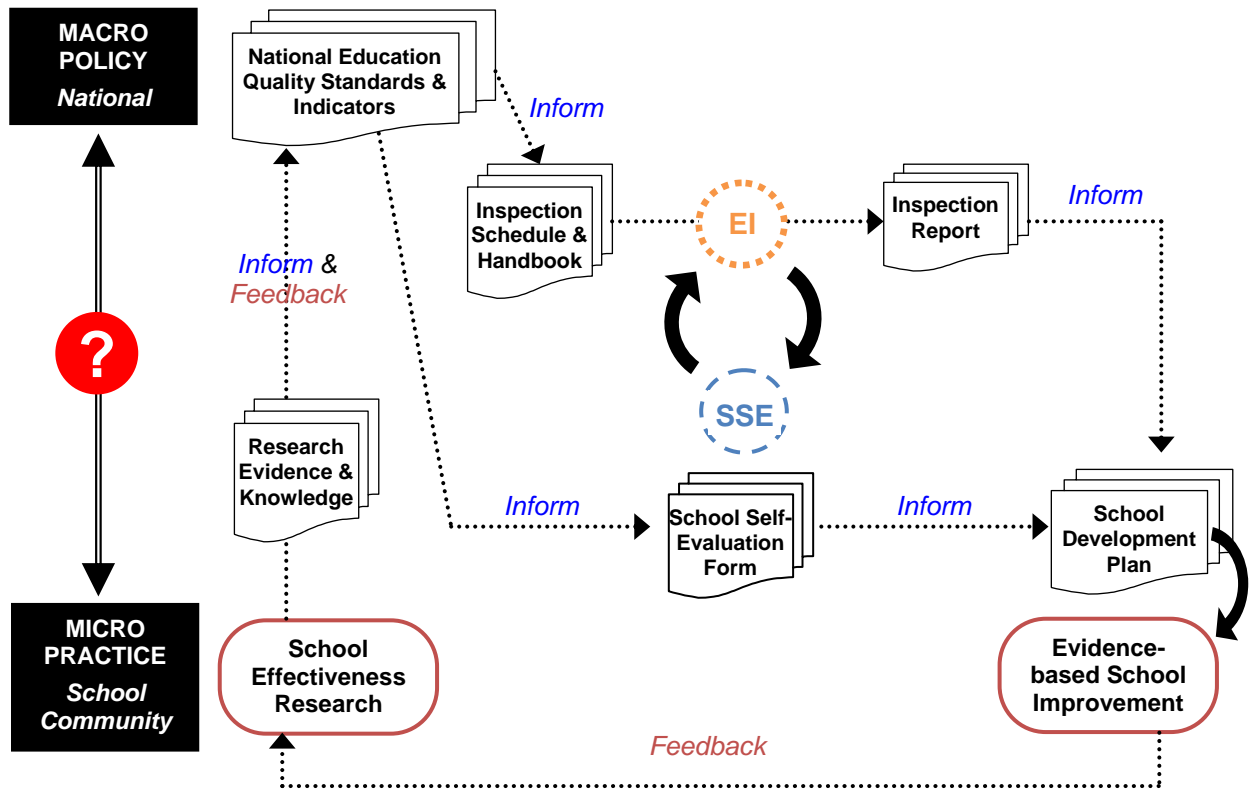 MACRO
POLICY
National
National Education
Quality Standards &
Indicators
Inform
Inspection
Schedule &
Handbook
EI
Inspection
Report
Inform
Inform &
Feedback
?
SSE
Research
Evidence &
Knowledge
Inform
School Self-
Evaluation
Form
Inform
School
Development
Plan
MICRO
PRACTICE
School
Community
School
Effectiveness
Research
Evidence-
based School
Improvement
Feedback